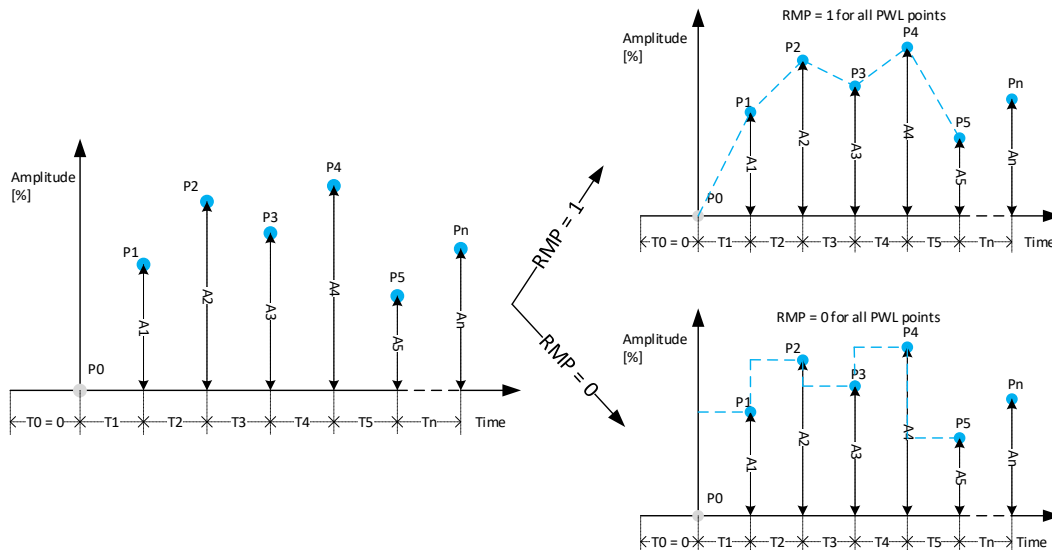 Amplitude
[%]
P0
P1
P2
P3
P4
P5
Pn
A1
A2
A3
A4
A5
An
T0 = 0
T1
T2
T3
T4
T5
Tn
Time
RMP = 1
RMP = 0
RMP = 1 for all PWL points
Amplitude
[%]
P0
P1
P2
P3
P4
P5
Pn
A1
A2
A3
A4
A5
An
T0 = 0
T1
T2
T3
T4
T5
Tn
Time
RMP = 0 for all PWL points
Amplitude
[%]
P0
P1
P2
P3
P4
P5
Pn
A1
A2
A3
A4
A5
An
T0 = 0
T1
T2
T3
T4
T5
Tn
Time